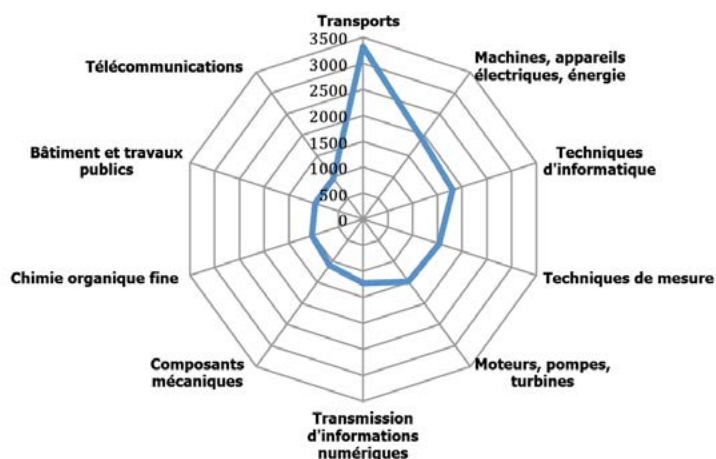 Transports
3500
3000
2500
2000
1500
1000
500
0
Machines, appareils
électriques, énergie
Techniques
d'informatique
Techniques de mesure
Moteurs, pompes,
turbines
Transmission
d'informations
numériques
Composants
mécaniques
Chimie organique fine
Bâtiment et travaux
publics
Télécommunications